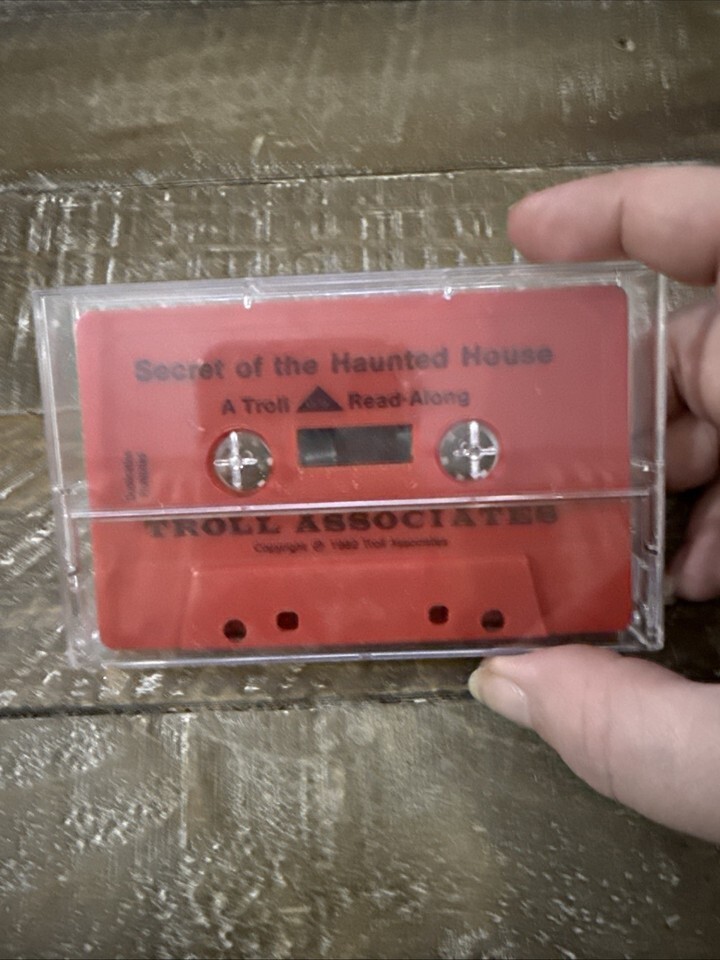 Secret of the Haunted House
A Troll Read-Along
TROLL ASSOCIATES
Copyright ℗ 1982 Troll Associates